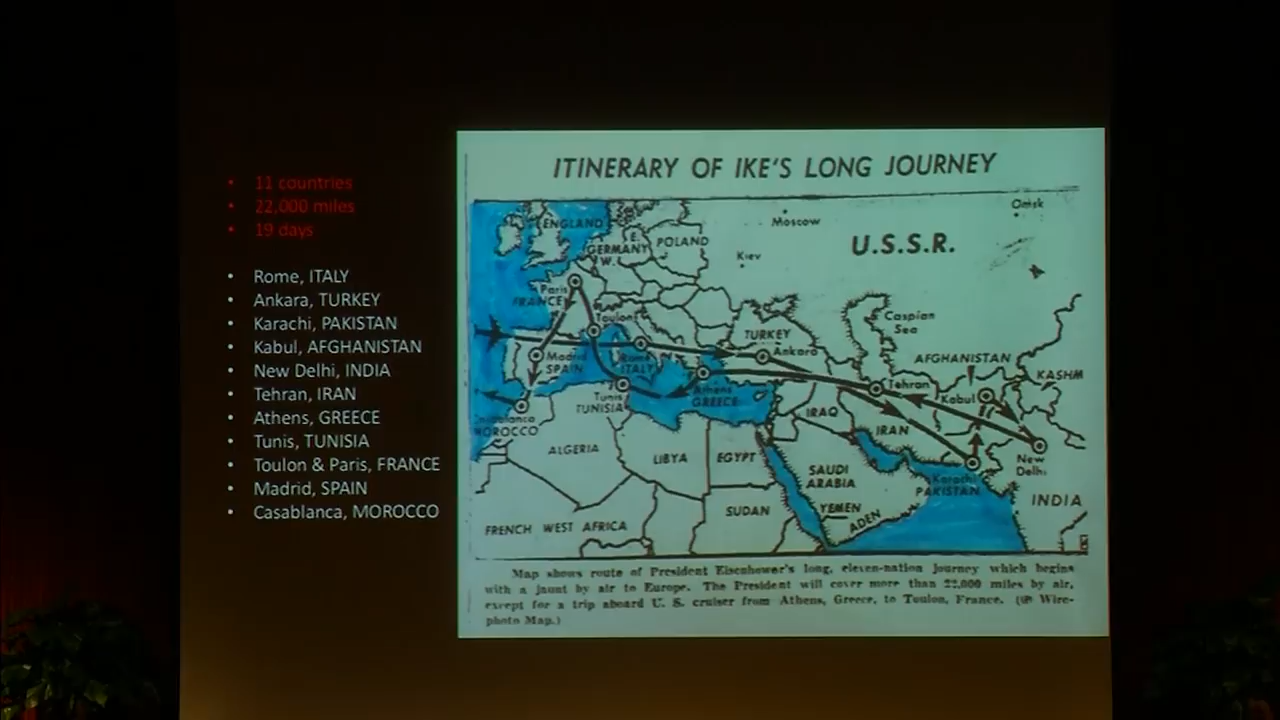 • 11 countries
• 22,000 miles
• 19 days
• Rome, ITALY
• Ankara, TURKEY
• Karachi, PAKISTAN
• Kabul, AFGHANISTAN
• New Delhi, INDIA
• Tehran, IRAN
• Athens, GREECE
• Tunis, TUNISIA
• Toulon & Paris, FRANCE
• Madrid, SPAIN
• Casablanca, MOROCCO
ITINERARY OF IKE'S LONG JOURNEY
Omsk
Moscow
ENGLAND
E.
GERMANY
W.
POLAND
U.S.S.R.
Kiev
Paris
FRANCE
Toulon
Caspian
Sea
TURKEY
Ankara
Madrid
SPAIN
Rome
ITALY
AFGHANISTAN
KASHM
Tehran
Kabul
Athens
GREECE
Tunis
TUNISIA
IRAQ
IRAN
MOROCCO
ALGERIA
LIBYA
EGYPT
SAUDI
ARABIA
New
Delhi
Karachi
PAKISTAN
INDIA
SUDAN
YEMEN
ADEN
FRENCH WEST AFRICA
Map shows route of President Eisenhower's long, eleven-nation journey which begins
with a jaunt by air to Europe. The President will cover more than 22,000 miles by air,
except for a trip aboard U. S. cruiser from Athens, Greece, to Toulon, France. (AP Wire-
photo Map.)